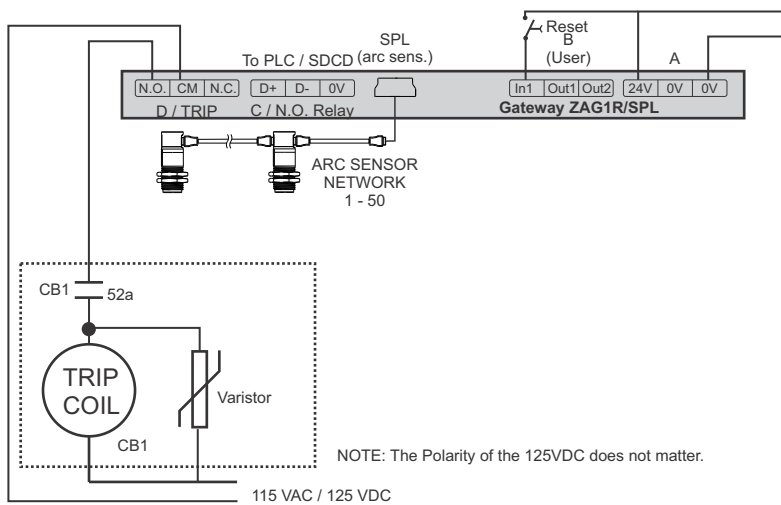 SPL
(arc sens.)
Reset
B
(User)
A
To PLC / SDCD
N.O. CM N.C. D+ D- 0V In1 Out1 Out2 24V 0V 0V
D / TRIP C / N.O. Relay Gateway ZAG1R/SPL
ARC SENSOR
NETWORK
1 - 50
CB1
52a
TRIP
COIL
Varistor
CB1
NOTE: The Polarity of the 125VDC does not matter.
115 VAC / 125 VDC